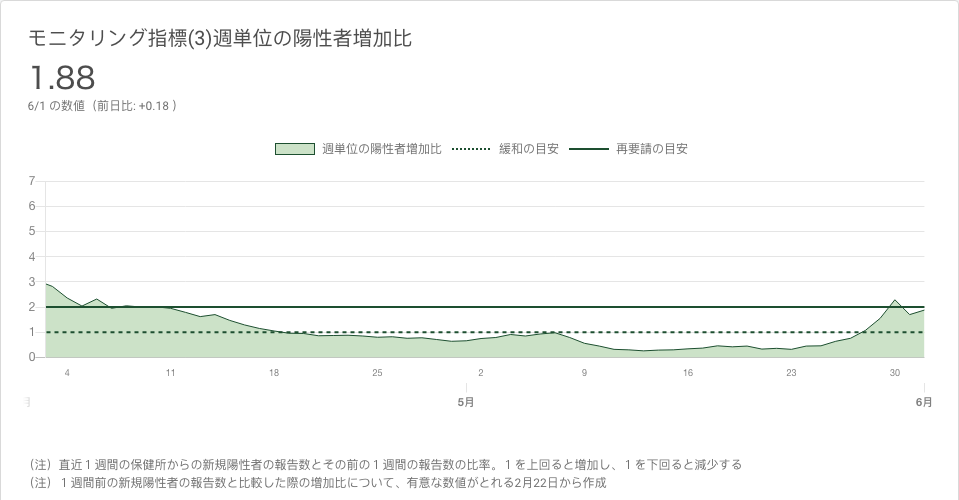 モニタリング指標(3)週単位の陽性者増加比
1.88
6/1 の数値（前日比: +0.18 ）
週単位の陽性者増加比 緩和の目安 再要請の目安
7
6
5
4
3
2
1
0
4 11 18 25 2 9 16 23 30
5月 6月
（注）直近１週間の保健所からの新規陽性者の報告数とその前の１週間の報告数の比率。１を上回ると増加し、１を下回ると減少する
（注）１週間前の新規陽性者の報告数と比較した際の増加比について、有意な数値がとれる2月22日から作成